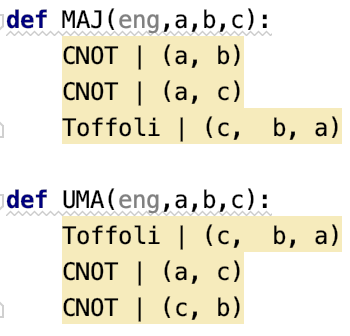 def MAJ(eng,a,b,c):
CNOT | (a, b)
CNOT | (a, c)
Toffoli | (c,  b, a)
def UMA(eng,a,b,c):
Toffoli | (c,  b, a)
CNOT | (a, c)
CNOT | (c, b)